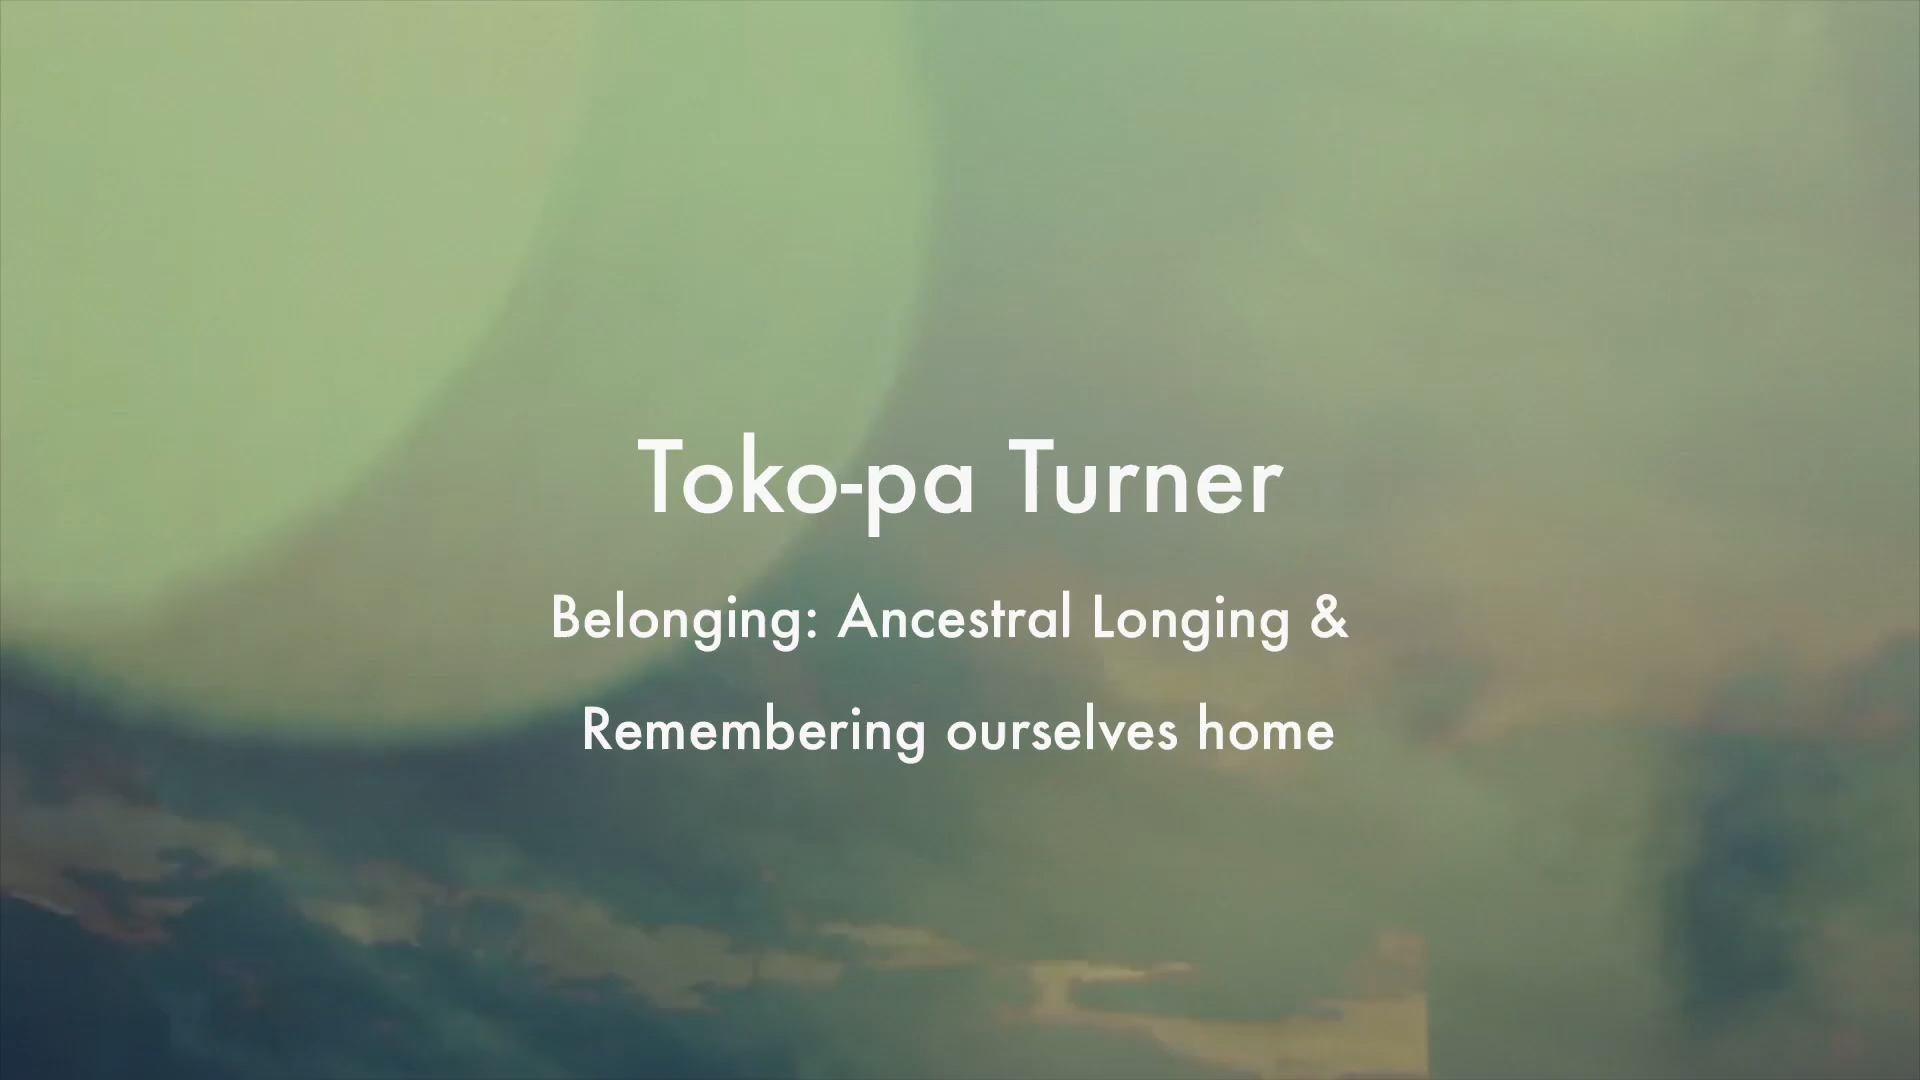 Toko-pa Turner
Belonging: Ancestral Longing &
Remembering ourselves home